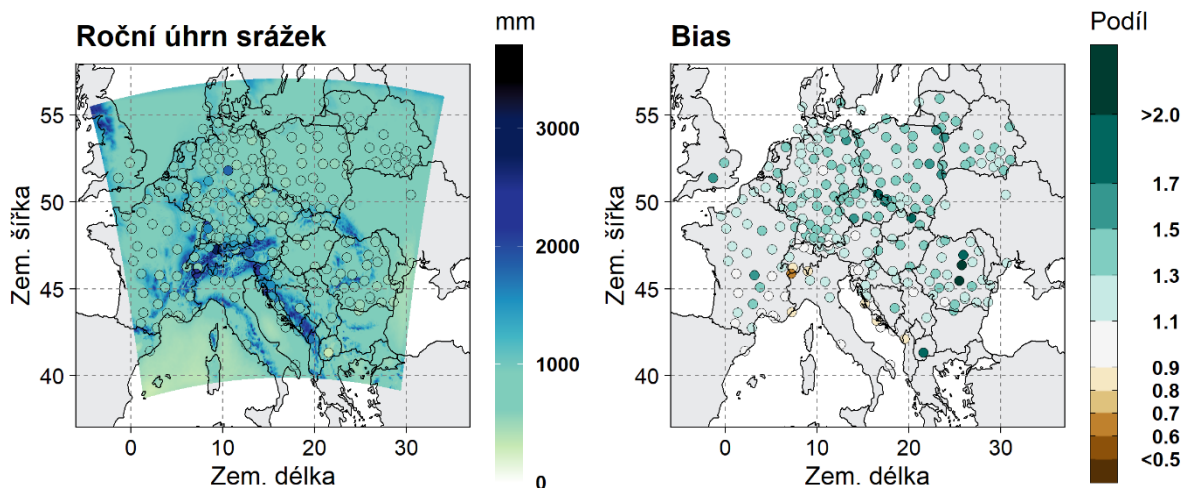 Roční úhrn srážek
mm
3000
2000
1000
0
Zem. šířka
55
50
45
40
0 10 20 30
Zem. délka
Bias
Podíl
>2.0
1.7
1.5
1.3
1.1
0.9
0.8
0.7
0.6
<0.5
Zem. šířka
55
50
45
40
0 10 20 30
Zem. délka